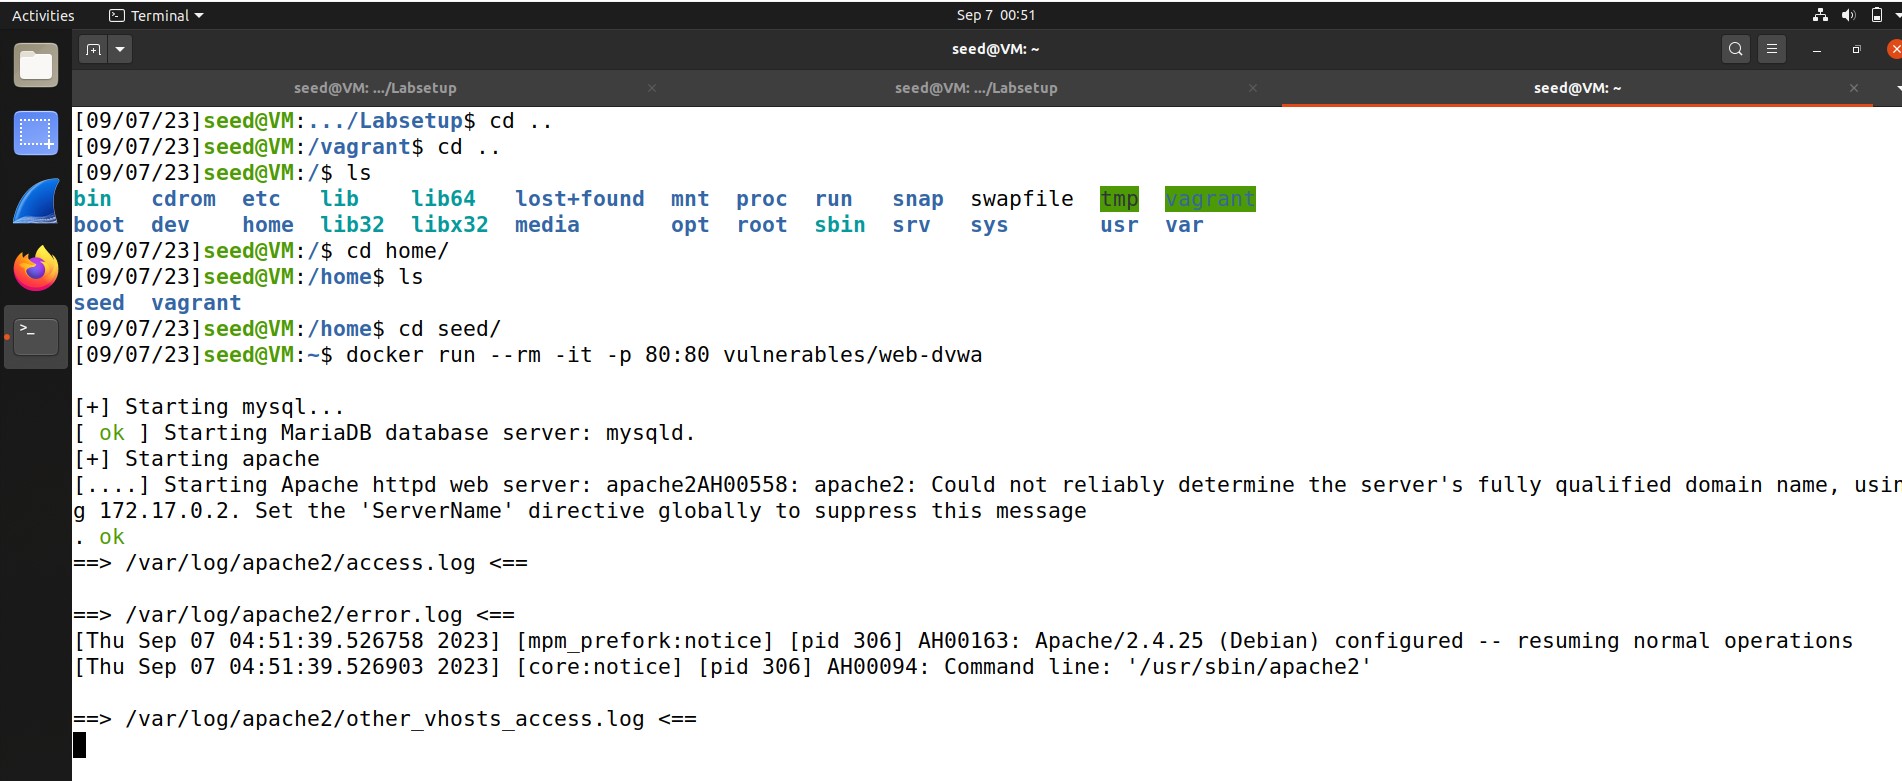 Activities Terminal Sep 7 00:51
seed@VM: ~
seed@VM: .../Labsetup seed@VM: .../Labsetup seed@VM: ~
[09/07/23]seed@VM:.../Labsetup$ cd ..
[09/07/23]seed@VM:/vagrant$ cd ..
[09/07/23]seed@VM:/$ ls
bin cdrom etc lib lib64 lost+found mnt proc run snap swapfile tmp vagrant
boot dev home lib32 libx32 media opt root sbin srv sys usr var
[09/07/23]seed@VM:/$ cd home/
[09/07/23]seed@VM:/home$ ls
seed vagrant
[09/07/23]seed@VM:/home$ cd seed/
[09/07/23]seed@VM:~$ docker run --rm -it -p 80:80 vulnerables/web-dvwa
[+] Starting mysql...
[ ok ] Starting MariaDB database server: mysqld.
[+] Starting apache
[....] Starting Apache httpd web server: apache2AH00558: apache2: Could not reliably determine the server's fully qualified domain name, usin
g 172.17.0.2. Set the 'ServerName' directive globally to suppress this message
. ok
==> /var/log/apache2/access.log <==
==> /var/log/apache2/error.log <==
[Thu Sep 07 04:51:39.526758 2023] [mpm_prefork:notice] [pid 306] AH00163: Apache/2.4.25 (Debian) configured -- resuming normal operations
[Thu Sep 07 04:51:39.526903 2023] [core:notice] [pid 306] AH00094: Command line: '/usr/sbin/apache2'
==> /var/log/apache2/other_vhosts_access.log <==